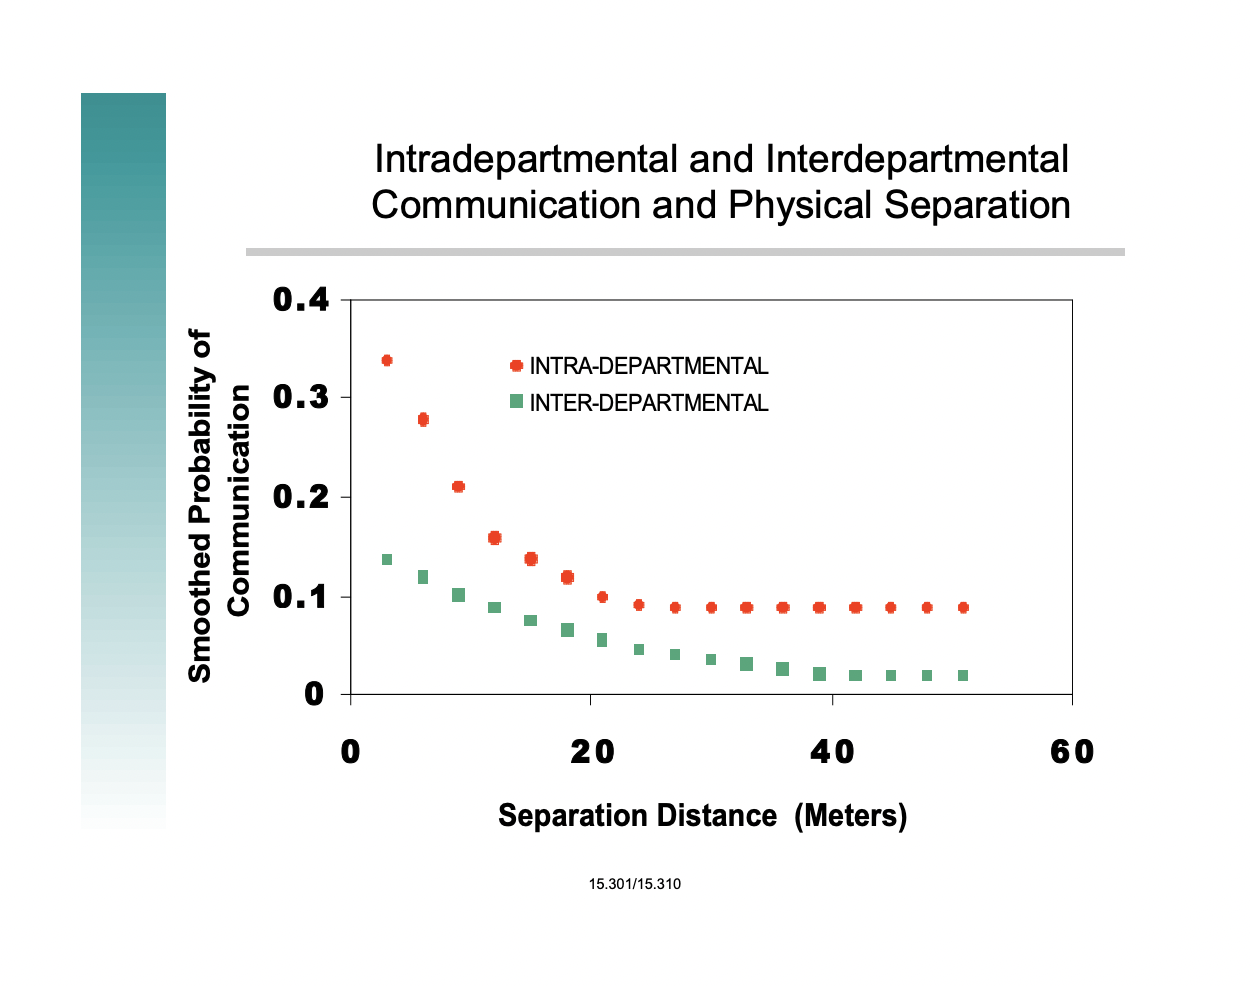 Intradepartmental and Interdepartmental
Communication and Physical Separation
Smoothed Probability of
Communication
0.4
0.3
0.2
0.1
0
INTRA-DEPARTMENTAL
INTER-DEPARTMENTAL
0 20 40 60
Separation Distance (Meters)
15.301/15.310